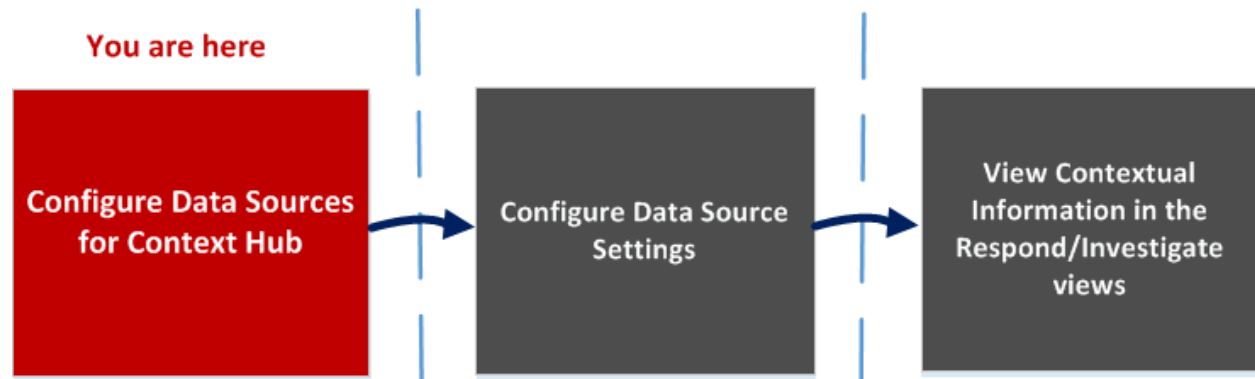 You are here
Configure Data Sources
for Context Hub
Configure Data Source
Settings
View Contextual
Information in the
Respond/Investigate
views